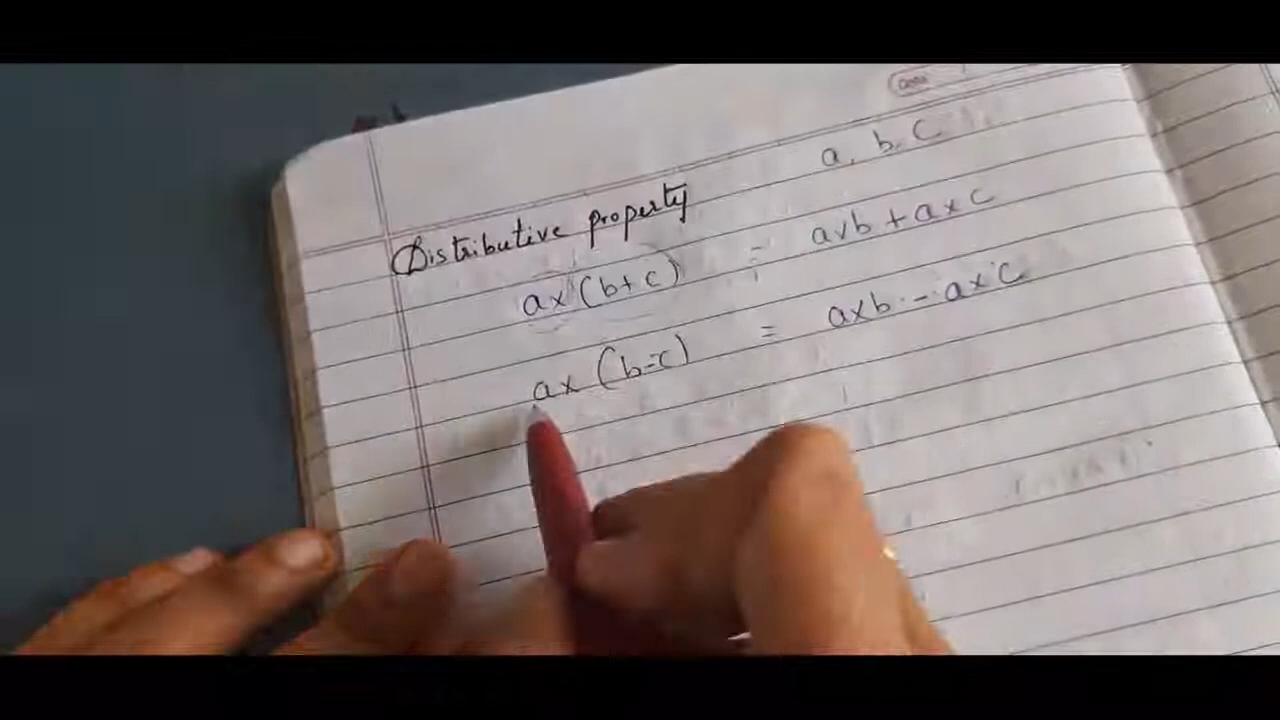 a, b, c
Distributive property
a x (b + c) = a x b + a x c
a x (b - c) = a x b - a x c